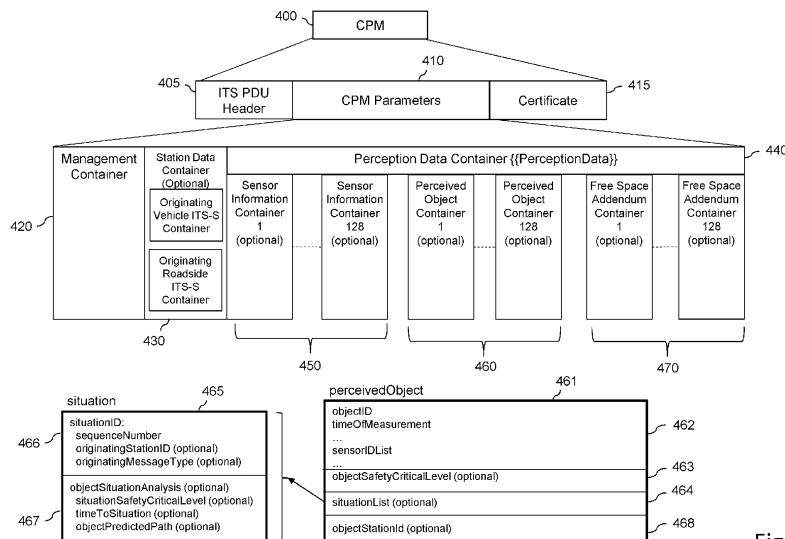 400
CPM
410
405
415
ITS PDU
Header
CPM Parameters
Certificate
440
Management
Container
Station Data
Container
(Optional)
Perception Data Container {{PerceptionData}}
Originating
Vehicle ITS-S
Container
Originating
Roadside
ITS-S
Container
Sensor
Information
Container
1
(optional)
Sensor
Information
Container
128
(optional)
Perceived
Object
Container
1
(optional)
Perceived
Object
Container
128
(optional)
Free Space
Addendum
Container
1
(optional)
Free Space
Addendum
Container
128
(optional)
420
430
450
460
470
situation
465
situationID:
sequenceNumber
originatingStationID (optional)
originatingMessageType (optional)
466
objectSituationAnalysis (optional)
situationSafetyCriticalLevel (optional)
timeToSituation (optional)
objectPredictedPath (optional)
467
perceivedObject
461
objectID
timeOfMeasurement
...
sensorIDList
...
462
objectSafetyCriticalLevel (optional)
463
situationList (optional)
464
objectStationId (optional)
468